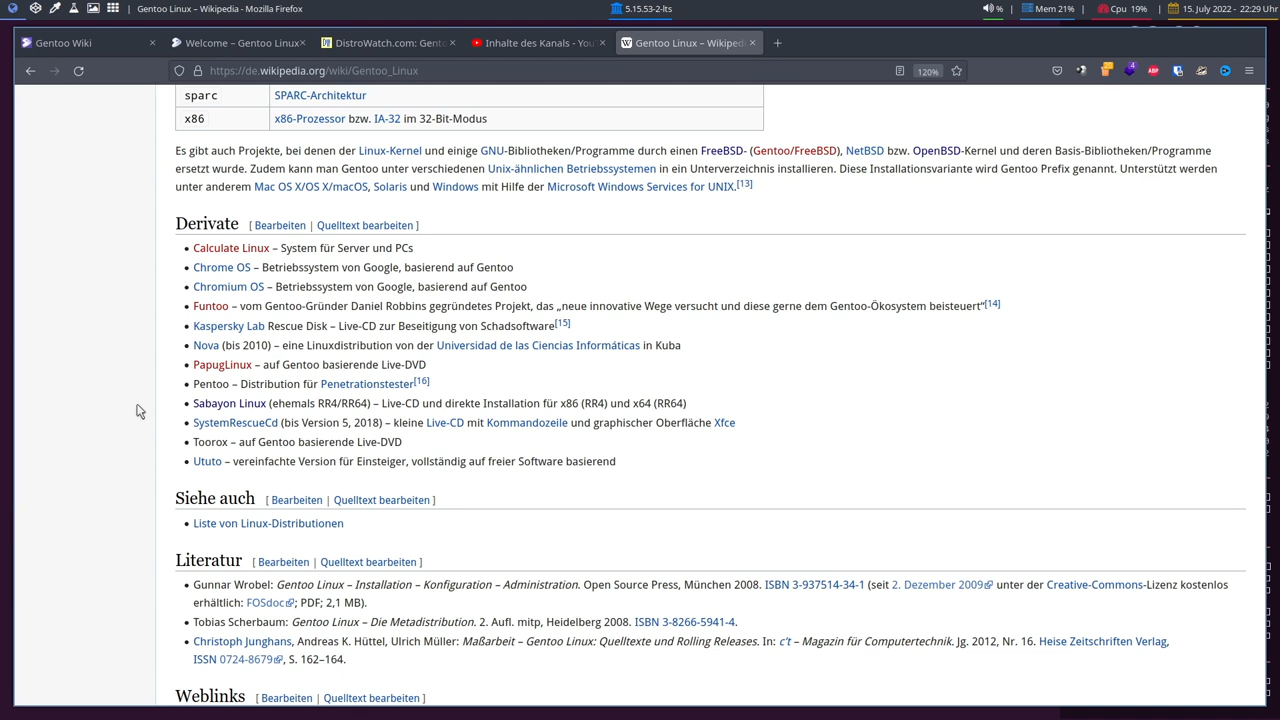 Gentoo Linux – Wikipedia - Mozilla Firefox
5.15.53-2-lts
%
Mem 21%
Cpu 19%
15. July 2022 - 22:29 Uhr
Gentoo Wiki
Welcome – Gentoo Linux
DistroWatch.com: Gento
Inhalte des Kanals - You
Gentoo Linux – Wikiped
https://de.wikipedia.org/wiki/Gentoo_Linux
120%
4
ABP
sparc SPARC-Architektur
x86 x86-Prozessor bzw. IA-32 im 32-Bit-Modus
Es gibt auch Projekte, bei denen der Linux-Kernel und einige GNU-Bibliotheken/Programme durch einen FreeBSD- (Gentoo/FreeBSD), NetBSD bzw. OpenBSD-Kernel und deren Basis-Bibliotheken/Programme
ersetzt wurde. Zudem kann man Gentoo unter verschiedenen Unix-ähnlichen Betriebssystemen in ein Unterverzeichnis installieren. Diese Installationsvariante wird Gentoo Prefix genannt. Unterstützt werden
unter anderem Mac OS X/OS X/macOS, Solaris und Windows mit Hilfe der Microsoft Windows Services for UNIX.[13]
Derivate [ Bearbeiten | Quelltext bearbeiten ]
• Calculate Linux – System für Server und PCs
• Chrome OS – Betriebssystem von Google, basierend auf Gentoo
• Chromium OS – Betriebssystem von Google, basierend auf Gentoo
• Funtoo – vom Gentoo-Gründer Daniel Robbins gegründetes Projekt, das „neue innovative Wege versucht und diese gerne dem Gentoo-Ökosystem beisteuert“[14]
• Kaspersky Lab Rescue Disk – Live-CD zur Beseitigung von Schadsoftware[15]
• Nova (bis 2010) – eine Linuxdistribution von der Universidad de las Ciencias Informáticas in Kuba
• PapugLinux – auf Gentoo basierende Live-DVD
• Pentoo – Distribution für Penetrationstester[16]
• Sabayon Linux (ehemals RR4/RR64) – Live-CD und direkte Installation für x86 (RR4) und x64 (RR64)
• SystemRescueCd (bis Version 5, 2018) – kleine Live-CD mit Kommandozeile und graphischer Oberfläche Xfce
• Toorox – auf Gentoo basierende Live-DVD
• Ututo – vereinfachte Version für Einsteiger, vollständig auf freier Software basierend
Siehe auch [ Bearbeiten | Quelltext bearbeiten ]
• Liste von Linux-Distributionen
Literatur [ Bearbeiten | Quelltext bearbeiten ]
• Gunnar Wrobel: Gentoo Linux – Installation – Konfiguration – Administration. Open Source Press, München 2008. ISBN 3-937514-34-1 (seit 2. Dezember 2009 unter der Creative-Commons-Lizenz kostenlos
erhältlich: FOSdoc; PDF; 2,1 MB).
• Tobias Scherbaum: Gentoo Linux – Die Metadistribution. 2. Aufl. mitp, Heidelberg 2008. ISBN 3-8266-5941-4.
• Christoph Junghans, Andreas K. Hüttel, Ulrich Müller: Maßarbeit – Gentoo Linux: Quelltexte und Rolling Releases. In: c’t – Magazin für Computertechnik. Jg. 2012, Nr. 16. Heise Zeitschriften Verlag,
ISSN 0724-8679, S. 162–164.
Weblinks [ Bearbeiten | Quelltext bearbeiten ]